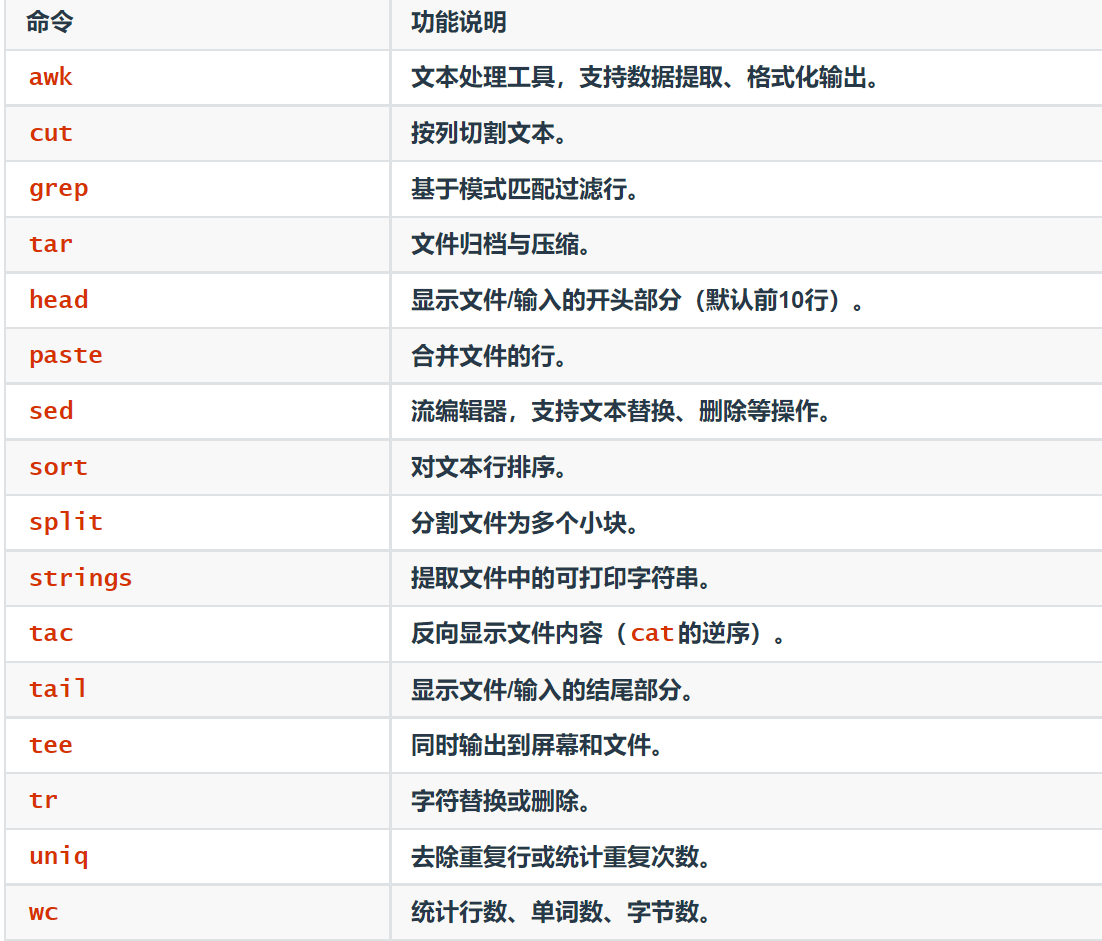 命令 功能说明
awk 文本处理工具，支持数据提取、格式化输出。
cut 按列切割文本。
grep 基于模式匹配过滤行。
tar 文件归档与压缩。
head 显示文件/输入的开头部分（默认前10行）。
paste 合并文件的行。
sed 流编辑器，支持文本替换、删除等操作。
sort 对文本行排序。
split 分割文件为多个小块。
strings 提取文件中的可打印字符串。
tac 反向显示文件内容（cat的逆序）。
tail 显示文件/输入的结尾部分。
tee 同时输出到屏幕和文件。
tr 字符替换或删除。
uniq 去除重复行或统计重复次数。
wc 统计行数、单词数、字节数。